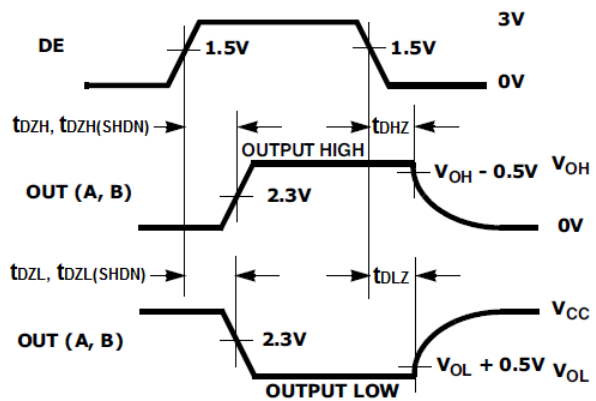 3V
DE
1.5V
1.5V
0V
tDZH, tDZH(SHDN)
tDHZ
OUTPUT HIGH
VOH - 0.5V
VOH
OUT (A, B)
2.3V
0V
tDZL, tDZL(SHDN)
tDLZ
VCC
OUT (A, B)
2.3V
VOL + 0.5V
VOL
OUTPUT LOW